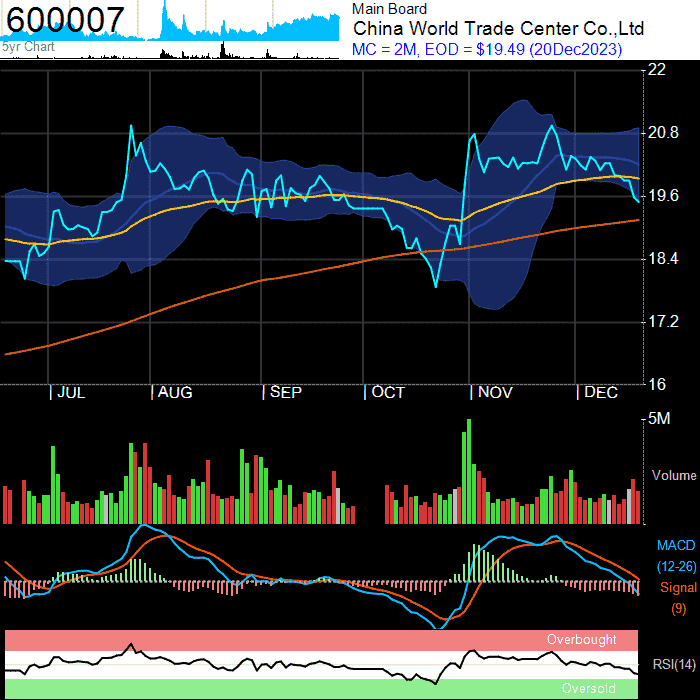 600007
5yr Chart
Main Board
China World Trade Center Co.,Ltd
MC = 2M, EOD = $19.49 (20Dec2023)
22
20.8
19.6
18.4
17.2
16
JUL
AUG
SEP
OCT
NOV
DEC
5M
Volume
MACD
(12-26)
Signal
(9)
Overbought
RSI(14)
Oversold